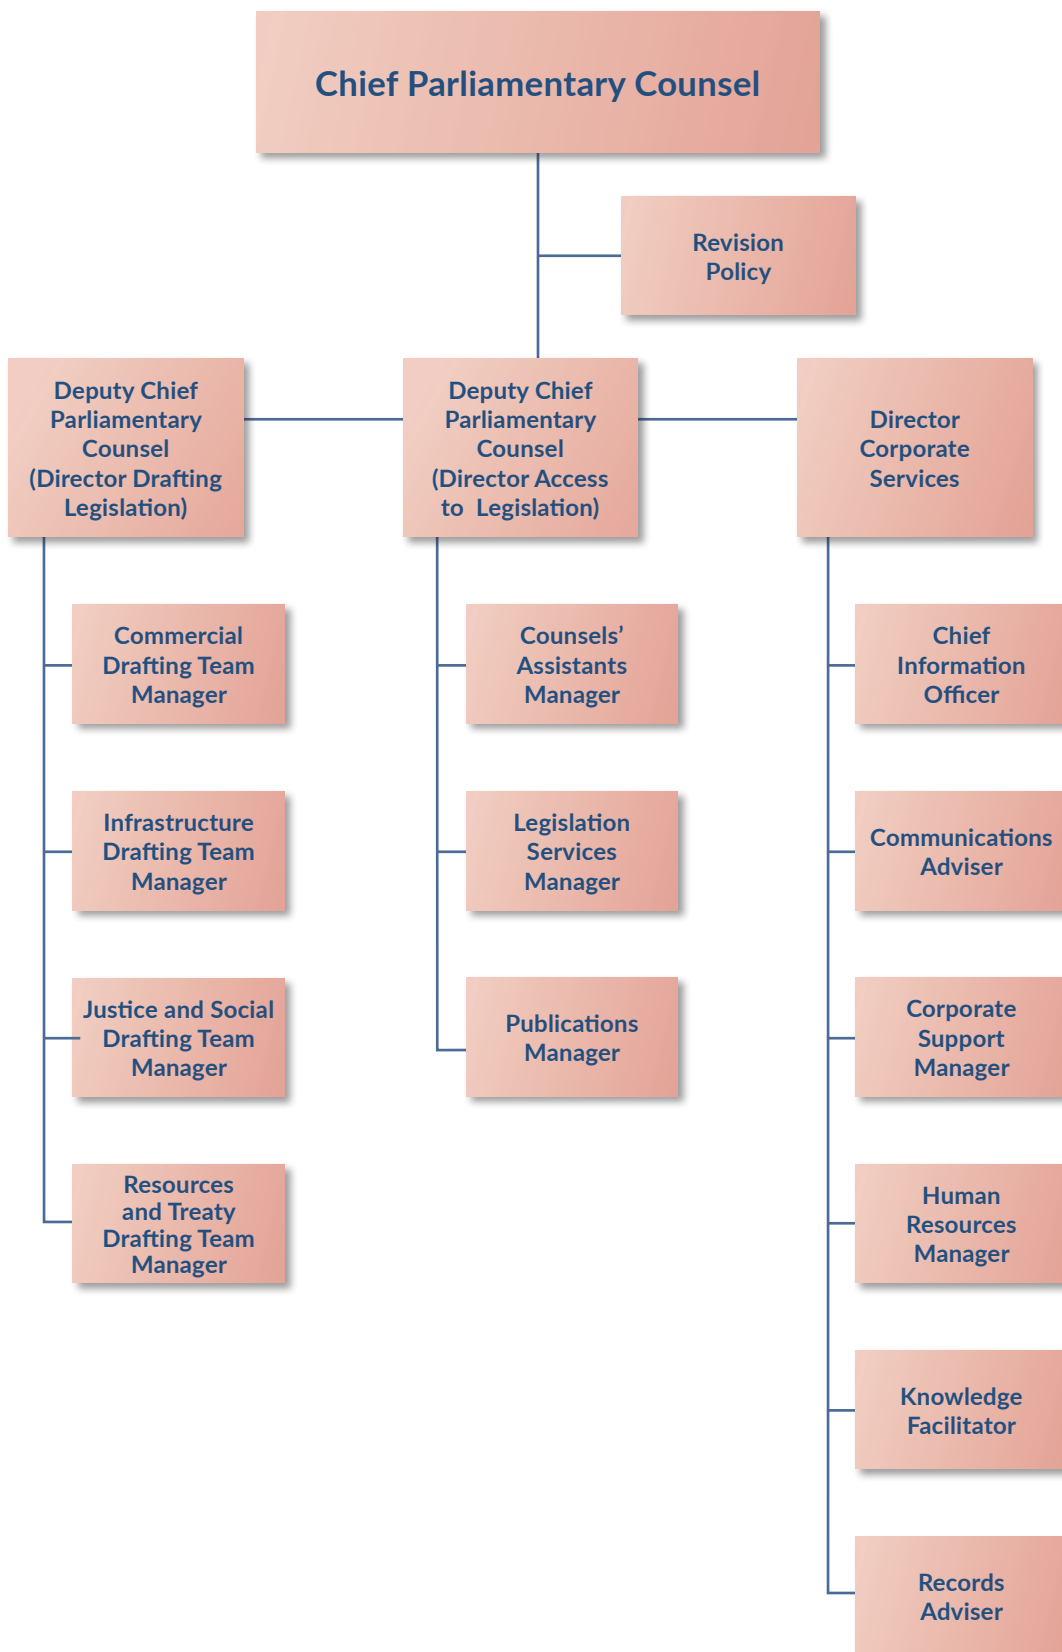 Chief Parliamentary Counsel
Revision
Policy
Deputy Chief
Parliamentary
Counsel
(Director Drafting
Legislation)
Deputy Chief
Parliamentary
Counsel
(Director Access
to Legislation)
Director
Corporate
Services
Commercial
Drafting Team
Manager
Infrastructure
Drafting Team
Manager
Justice and Social
Drafting Team
Manager
Resources
and Treaty
Drafting Team
Manager
Counsels’
Assistants
Manager
Legislation
Services
Manager
Publications
Manager
Chief
Information
Officer
Communications
Adviser
Corporate
Support
Manager
Human
Resources
Manager
Knowledge
Facilitator
Records
Adviser